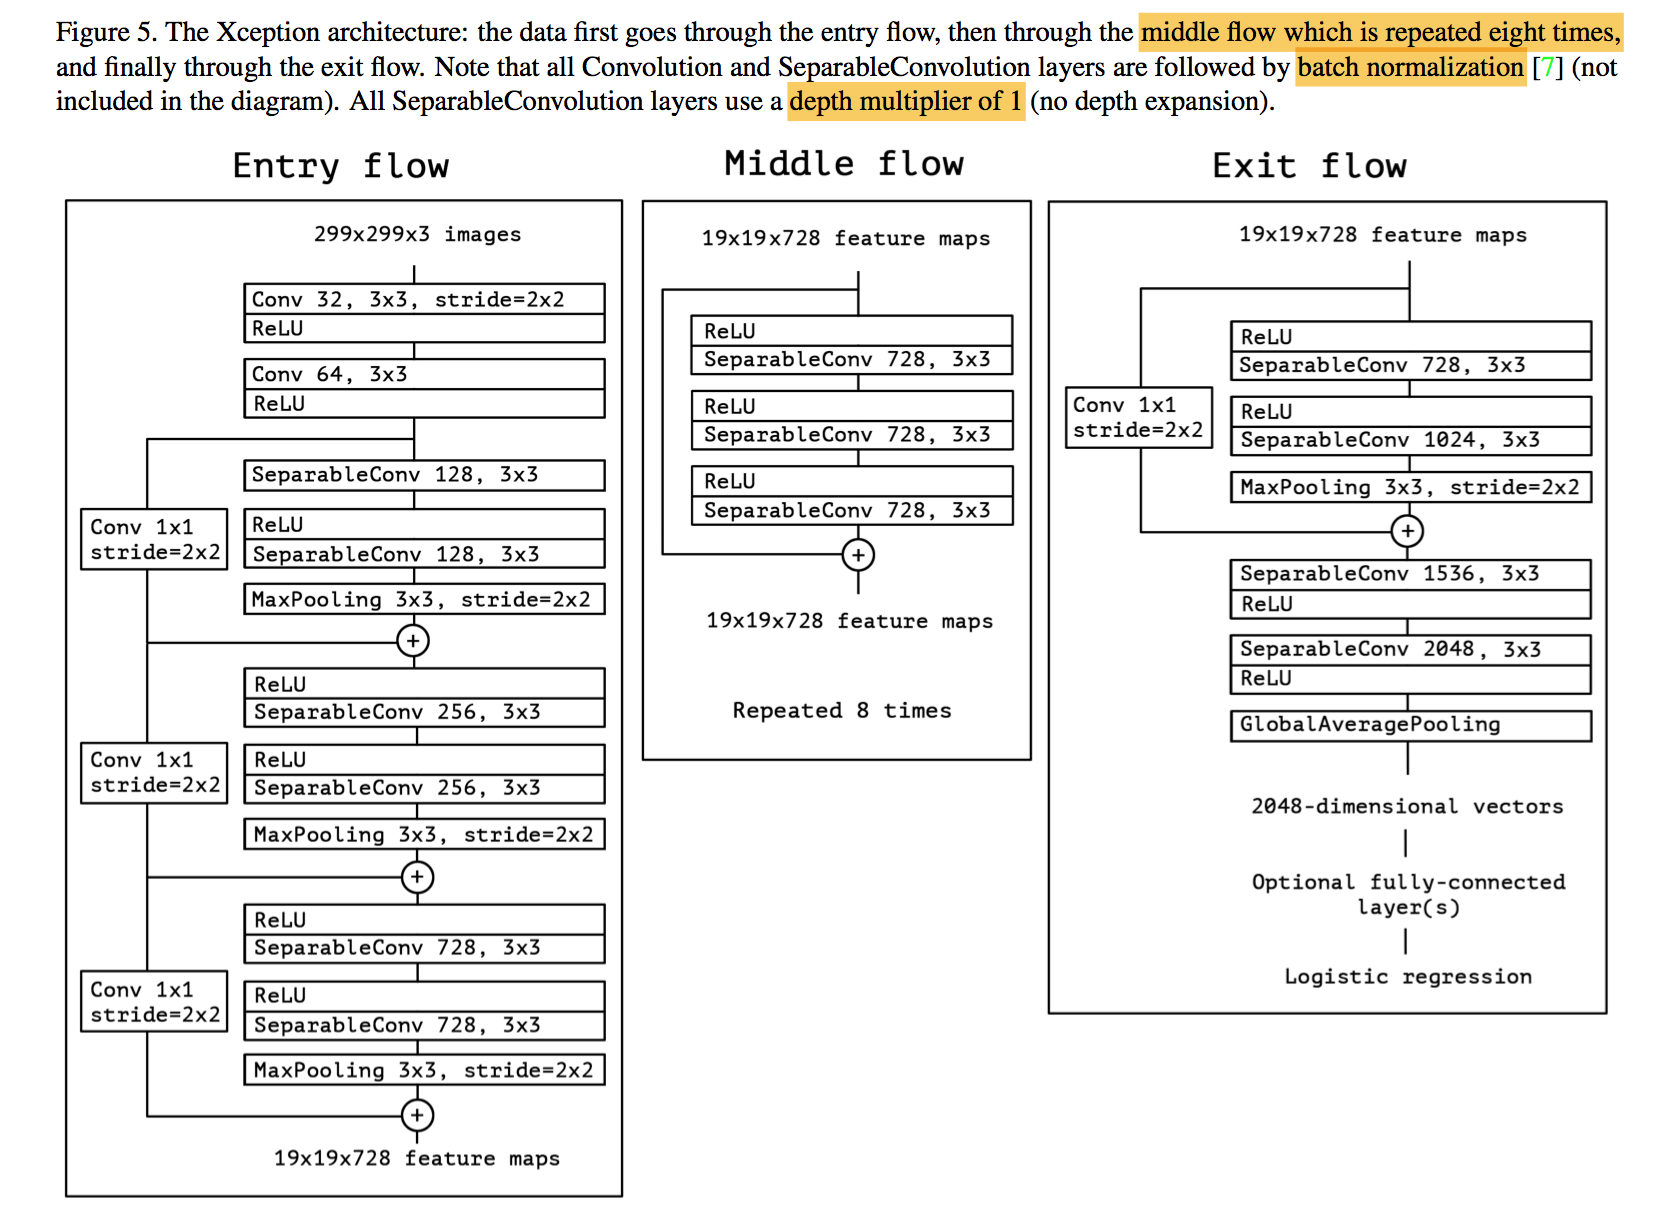 Figure 5. The Xception architecture: the data first goes through the entry flow, then through the middle flow which is repeated eight times,
and finally through the exit flow. Note that all Convolution and SeparableConvolution layers are followed by batch normalization [7] (not
included in the diagram). All SeparableConvolution layers use a depth multiplier of 1 (no depth expansion).
Entry flow
299x299x3 images
Conv 32, 3x3, stride=2x2
ReLU
Conv 64, 3x3
ReLU
SeparableConv 128, 3x3
Conv 1x1
stride=2x2
ReLU
SeparableConv 128, 3x3
MaxPooling 3x3, stride=2x2
+
ReLU
SeparableConv 256, 3x3
Conv 1x1
stride=2x2
ReLU
SeparableConv 256, 3x3
MaxPooling 3x3, stride=2x2
+
ReLU
SeparableConv 728, 3x3
Conv 1x1
stride=2x2
ReLU
SeparableConv 728, 3x3
MaxPooling 3x3, stride=2x2
+
19x19x728 feature maps
Middle flow
19x19x728 feature maps
ReLU
SeparableConv 728, 3x3
ReLU
SeparableConv 728, 3x3
ReLU
SeparableConv 728, 3x3
+
19x19x728 feature maps
Repeated 8 times
Exit flow
19x19x728 feature maps
ReLU
SeparableConv 728, 3x3
Conv 1x1
stride=2x2
ReLU
SeparableConv 1024, 3x3
MaxPooling 3x3, stride=2x2
+
SeparableConv 1536, 3x3
ReLU
SeparableConv 2048, 3x3
ReLU
GlobalAveragePooling
2048-dimensional vectors
Optional fully-connected
layer(s)
Logistic regression